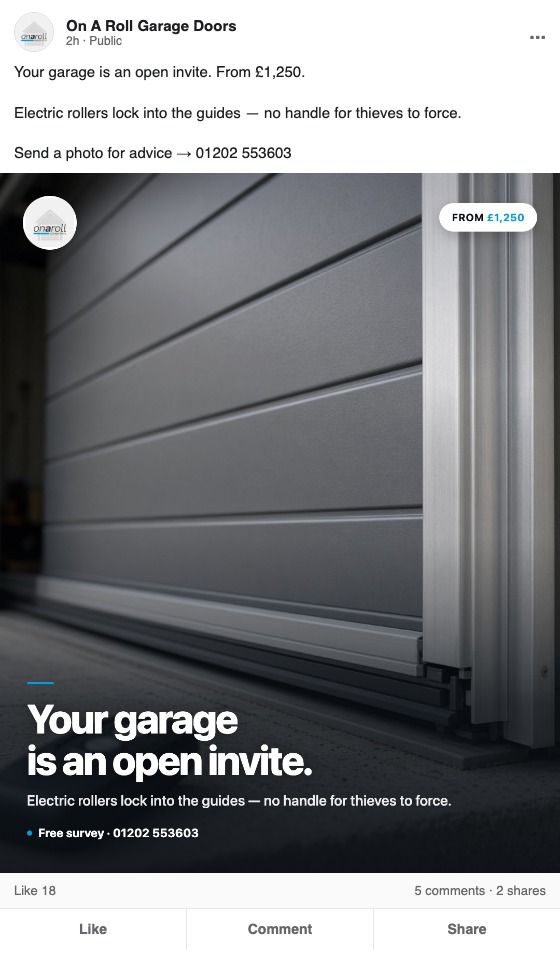 On A Roll Garage Doors
2h · Public
Your garage is an open invite. From £1,250.
Electric rollers lock into the guides — no handle for thieves to force.
Send a photo for advice → 01202 553603
onaroll
FROM £1,250
Your garage
is an open invite.
Electric rollers lock into the guides — no handle for thieves to force.
Free survey · 01202 553603
Like 18
5 comments · 2 shares
Like
Comment
Share